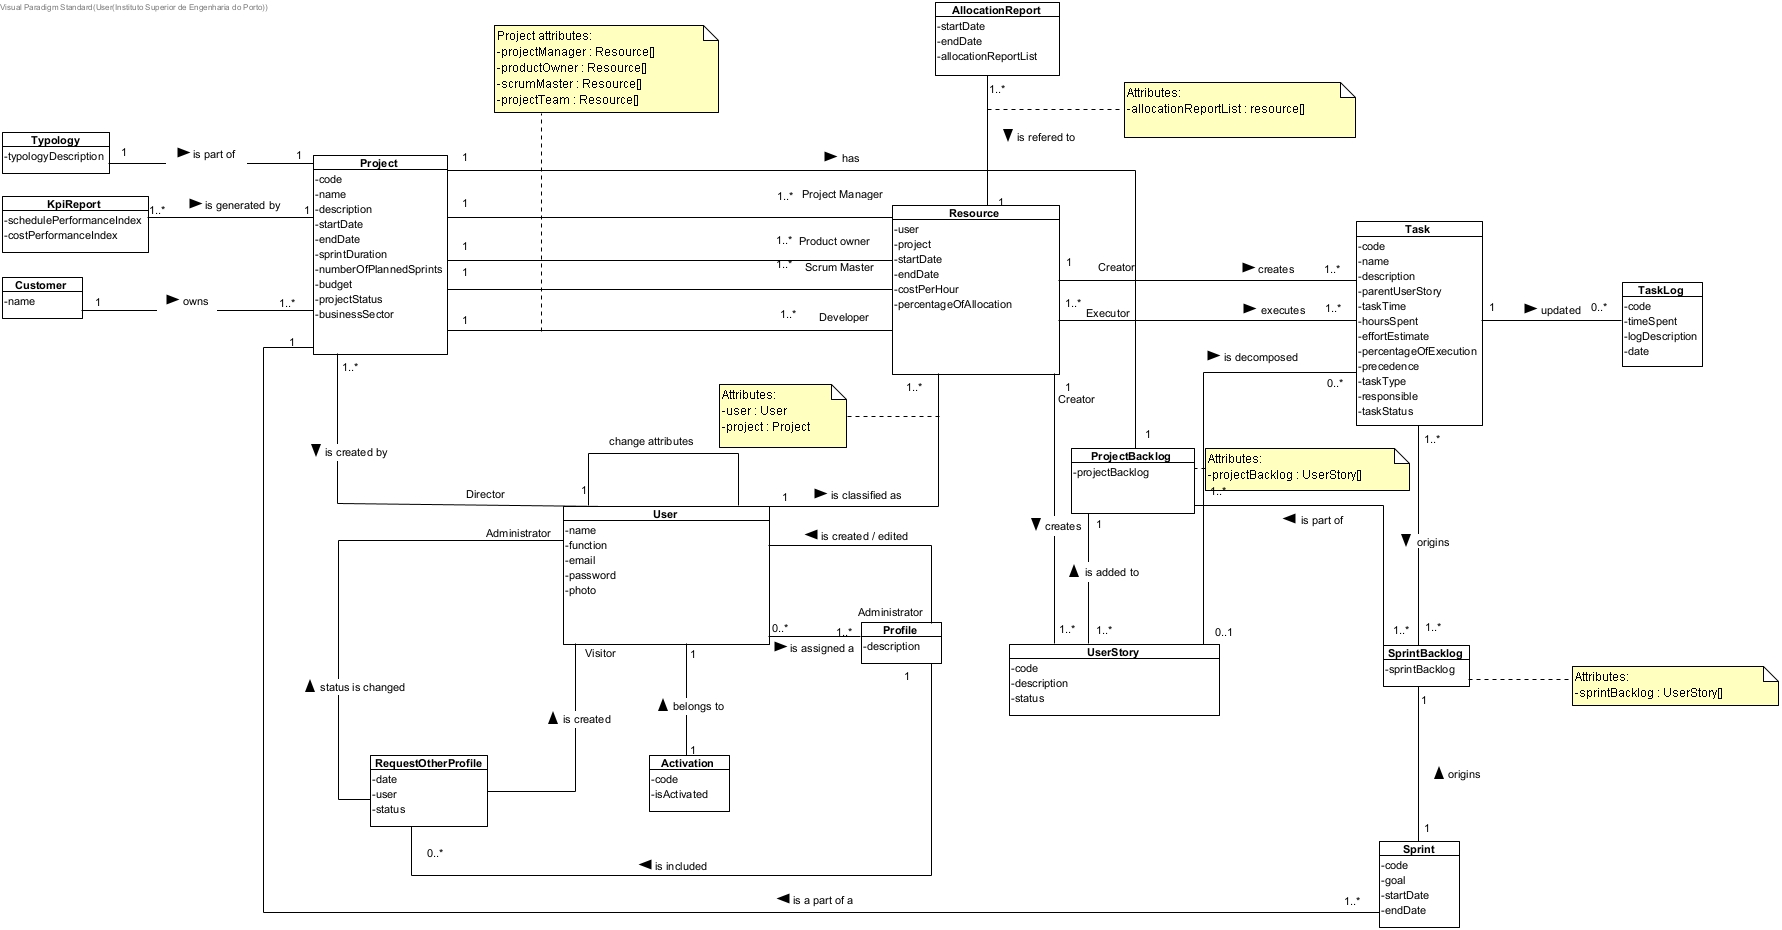 Visual Paradigm Standard(User(Instituto Superior de Engenharia do Porto))
AllocationReport
-startDate
-endDate
-allocationReportList
1..*
Project attributes:
-projectManager : Resource[]
-productOwner : Resource[]
-scrumMaster : Resource[]
-projectTeam : Resource[]
Attributes:
-allocationReportList : resource[]
is refered to
1
Typology
-typologyDescription
1
is part of
1
KpiReport
-schedulePerformanceIndex
-costPerformanceIndex
1..*
is generated by
1
Customer
-name
1
owns
1..*
Project
-code
-name
-description
-startDate
-endDate
-sprintDuration
-numberOfPlannedSprints
-budget
-projectStatus
-businessSector
1
has
1
1
1..*
Project Manager
1
1..*
Product owner
1
1..*
Scrum Master
1
1..*
Developer
Resource
-user
-project
-startDate
-endDate
-costPerHour
-percentageOfAllocation
1
Creator
creates
1..*
1..*
Executor
executes
1..*
Task
-code
-name
-description
-parentUserStory
-taskTime
-hoursSpent
-effortEstimate
-percentageOfExecution
-precedence
-taskType
-responsible
-taskStatus
1
updated
0..*
TaskLog
-code
-timeSpent
-logDescription
-date
is decomposed
0..*
0..1
1
1..*
is created by
Director
change attributes
1
Attributes:
-user : User
-project : Project
1..*
1
is classified as
1
Creator
creates
1..*
ProjectBacklog
-projectBacklog
Attributes:
-projectBacklog : UserStory[]
1..*
is part of
1..*
1
is added to
1..*
1..*
origins
1..*
User
-name
-function
-email
-password
-photo
Administrator
is created / edited
Administrator
0..*
1..*
is assigned a
Profile
-description
1
Visitor
1
status is changed
is created
belongs to
1
UserStory
-code
-description
-status
SprintBacklog
-sprintBacklog
Attributes:
-sprintBacklog : UserStory[]
1
origins
1
RequestOtherProfile
-date
-user
-status
Activation
-code
-isActivated
0..*
is included
is a part of a
1..*
Sprint
-code
-goal
-startDate
-endDate